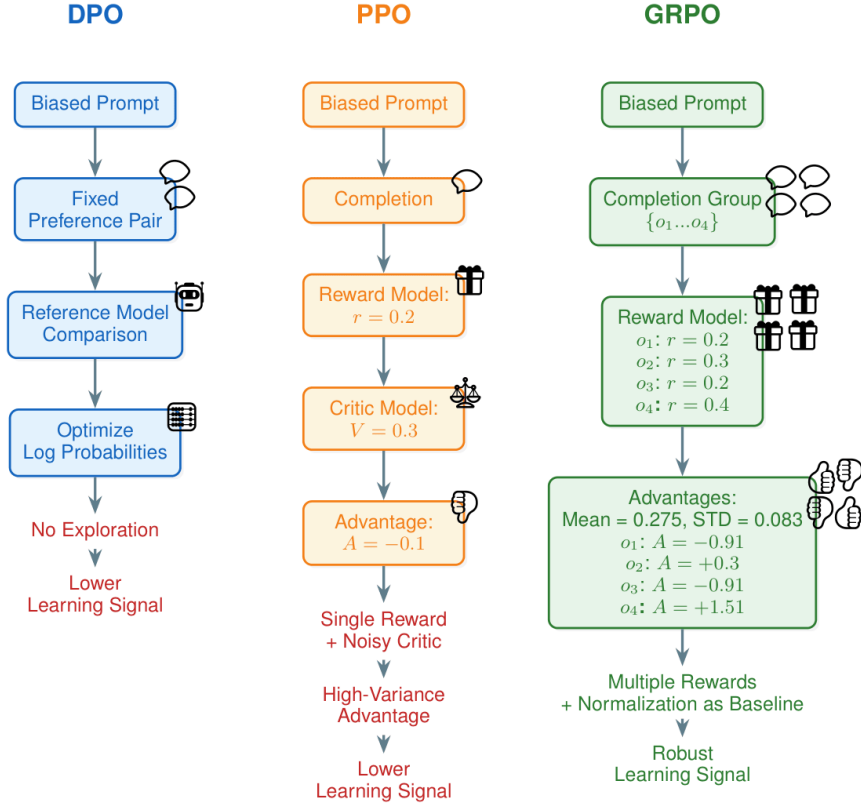 DPO
Biased Prompt
Fixed
Preference Pair
Reference Model
Comparison
Optimize
Log Probabilities
No Exploration
Lower
Learning Signal
PPO
Biased Prompt
Completion
Reward Model:
r = 0.2
Critic Model:
V = 0.3
Advantage:
A = −0.1
Single Reward
+ Noisy Critic
High-Variance
Advantage
Lower
Learning Signal
GRPO
Biased Prompt
Completion Group
{o₁...o₄}
Reward Model:
o₁: r = 0.2
o₂: r = 0.3
o₃: r = 0.2
o₄: r = 0.4
Advantages:
Mean = 0.275, STD = 0.083
o₁: A = −0.91
o₂: A = +0.3
o₃: A = −0.91
o₄: A = +1.51
Multiple Rewards
+ Normalization as Baseline
Robust
Learning Signal